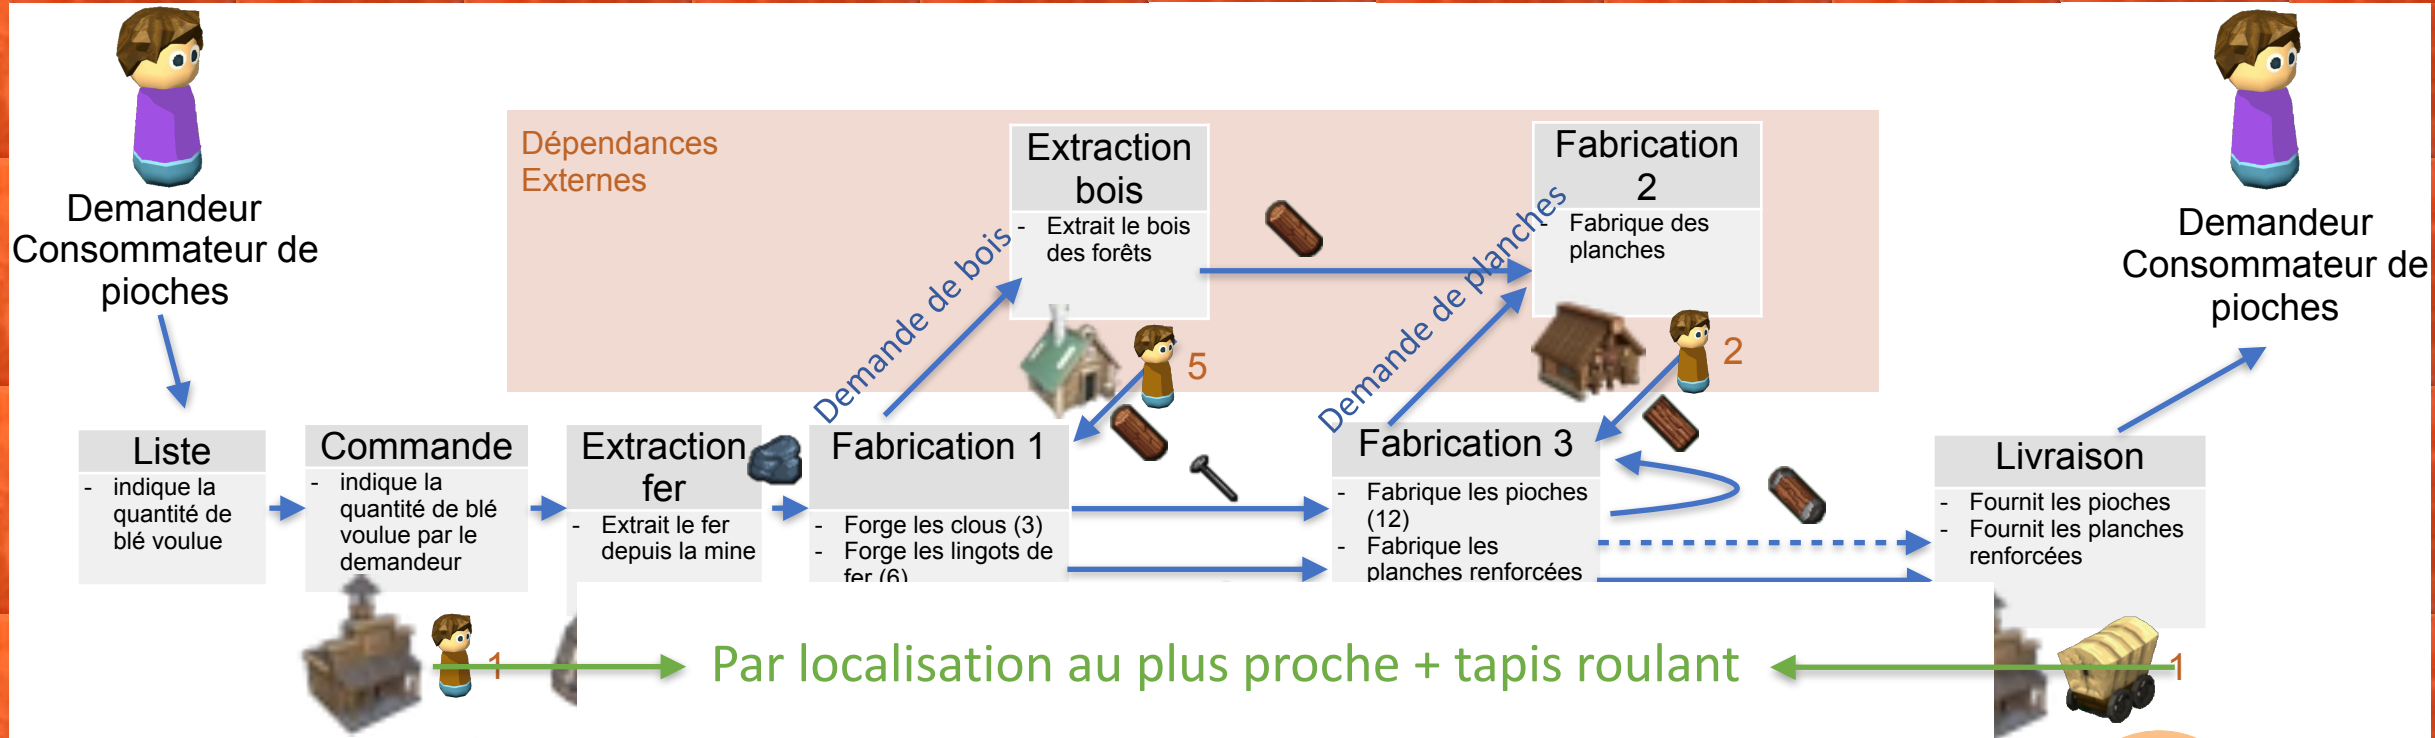 Demandeur
Consommateur de
pioches
Dépendances
Externes
Extraction
bois
- Extrait le bois
des forêts
Fabrication
2
- Fabrique des
planches
Demandeur
Consommateur de
pioches
Demande de bois
Demande de planches
5
2
Liste
- indique la
quantité de
blé voulue
Commande
- indique la
quantité de blé
voulue par le
demandeur
Extraction
fer
- Extrait le fer
depuis la mine
Fabrication 1
- Forge les clous (3)
- Forge les lingots de
fer (6)
Fabrication 3
- Fabrique les pioches
(12)
- Fabrique les
planches renforcées
Livraison
- Fournit les pioches
- Fournit les planches
renforcées
1
Par localisation au plus proche + tapis roulant
1